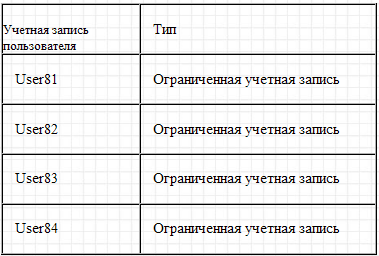 Учетная запись
пользователя
Тип
User81
Ограниченная учетная запись
User82
Ограниченная учетная запись
User83
Ограниченная учетная запись
User84
Ограниченная учетная запись